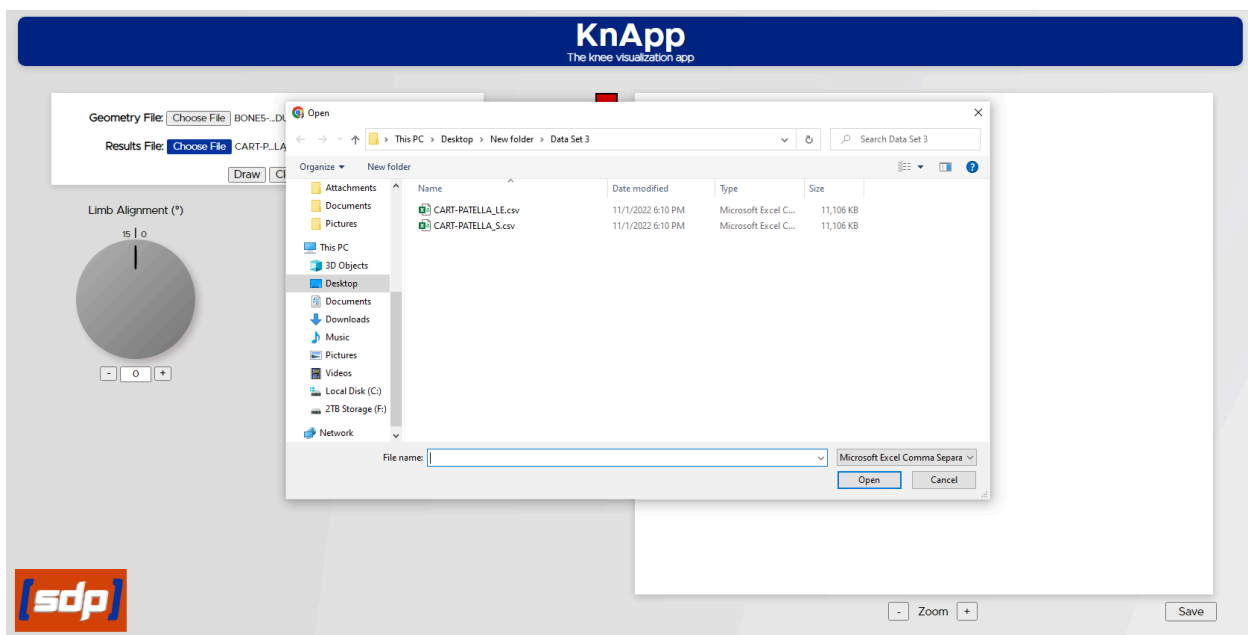 KnApp
The knee visualization app
Geometry File: Choose File BONE5-...DU
Results File: Choose File CART-P...LA
Draw Cl
Limb Alignment (°)
15 0
- 0 +
Open
This PC > Desktop > New folder > Data Set 3
Search Data Set 3
Organize
New folder
Name Date modified Type Size
CART-PATELLA_LE.csv 11/1/2022 6:10 PM Microsoft Excel C... 11,106 KB
CART-PATELLA_S.csv 11/1/2022 6:10 PM Microsoft Excel C... 11,106 KB
Attachments
Documents
Pictures
This PC
3D Objects
Desktop
Documents
Downloads
Music
Pictures
Videos
Local Disk (C:)
2TB Storage (F:)
Network
File name:
Microsoft Excel Comma Separa
Open Cancel
[sdp]
- Zoom +
Save